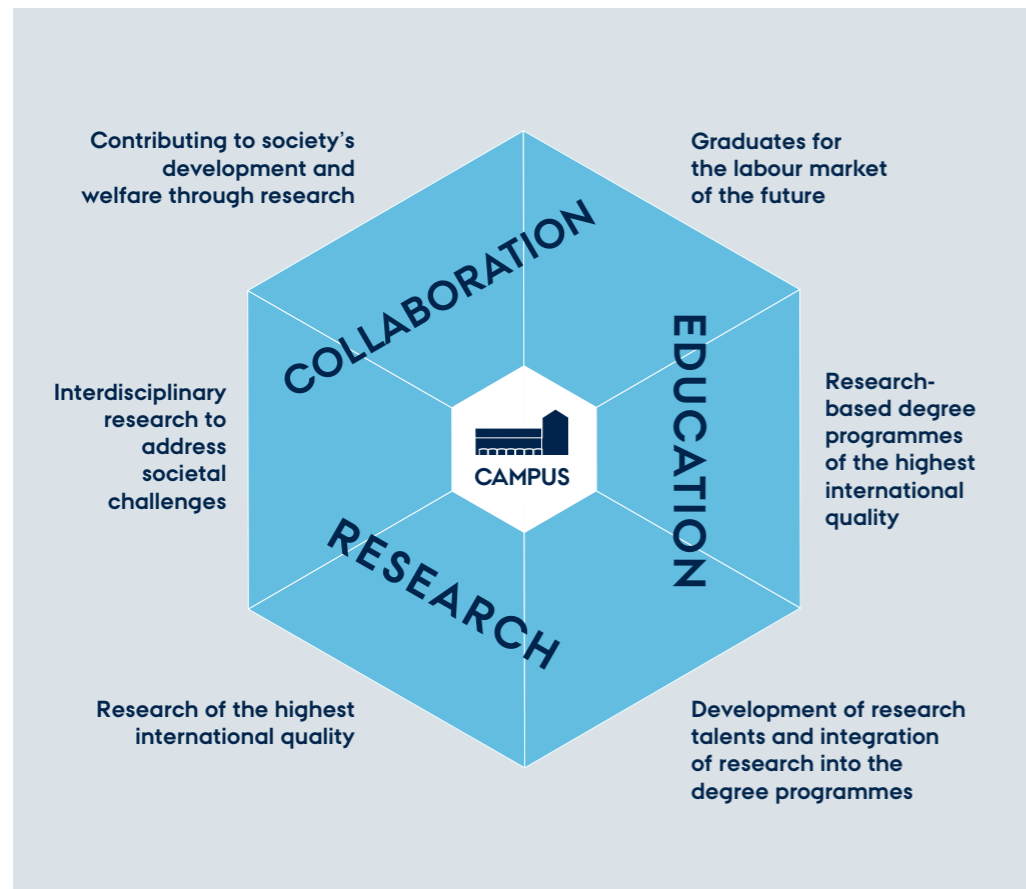 Contributing to society’s
development and
welfare through research
Graduates for
the labour market
of the future
COLLABORATION
EDUCATION
Interdisciplinary
research to
address
societal
challenges
CAMPUS
Research-
based degree
programmes
of the highest
international
quality
RESEARCH
Research of the highest
international quality
Development of research
talents and integration
of research into the
degree programmes